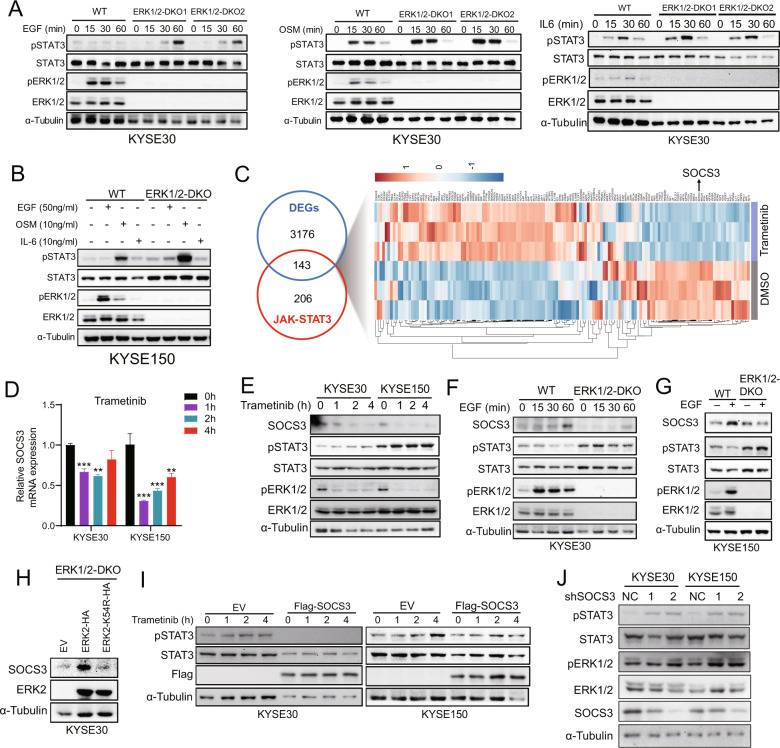 A
WT ERK1/2-DKO1 ERK1/2-DKO2
EGF (min) 0 15 30 60 0 15 30 60 0 15 30 60
pSTAT3
STAT3
pERK1/2
ERK1/2
α-Tubulin
KYSE30
WT ERK1/2-DKO1 ERK1/2-DKO2
OSM (min) 0 15 30 60 0 15 30 60 0 15 30 60
pSTAT3
STAT3
pERK1/2
ERK1/2
α-Tubulin
KYSE30
WT ERK1/2-DKO1 ERK1/2-DKO2
IL6 (min) 0 15 30 60 0 15 30 60 0 15 30 60
pSTAT3
STAT3
pERK1/2
ERK1/2
α-Tubulin
KYSE30
B
WT ERK1/2-DKO
EGF (50ng/ml) - + - - - + - -
OSM (10ng/ml) - - + - - - + -
IL-6 (10ng/ml) - - - + - - - +
pSTAT3
STAT3
pERK1/2
ERK1/2
α-Tubulin
KYSE150
C
DEGs
3176
143
206
JAK-STAT3
1 0 -1
SOCS3
Trametinib
DMSO
D
Trametinib
0h
1h
2h
4h
Relative SOCS3
mRNA expression
1.5
1.0
0.5
0.0
*** ** *** *** **
KYSE30 KYSE150
E
KYSE30 KYSE150
Trametinib (h) 0 1 2 4 0 1 2 4
SOCS3
pSTAT3
STAT3
pERK1/2
ERK1/2
α-Tubulin
F
WT ERK1/2-DKO
EGF (min) 0 15 30 60 0 15 30 60
SOCS3
pSTAT3
STAT3
pERK1/2
ERK1/2
α-Tubulin
KYSE30
G
WT ERK1/2-
DKO
EGF − + − +
SOCS3
pSTAT3
STAT3
pERK1/2
ERK1/2
α-Tubulin
KYSE150
H
ERK1/2-DKO
EV ERK2-HA ERK2-K54R-HA
SOCS3
ERK2
α-Tubulin
KYSE30
I
EV Flag-SOCS3 EV Flag-SOCS3
Trametinib (h) 0 1 2 4 0 1 2 4 0 1 2 4 0 1 2 4
pSTAT3
STAT3
Flag
α-Tubulin
KYSE30 KYSE150
J
KYSE30 KYSE150
shSOCS3 NC 1 2 NC 1 2
pSTAT3
STAT3
pERK1/2
ERK1/2
SOCS3
α-Tubulin